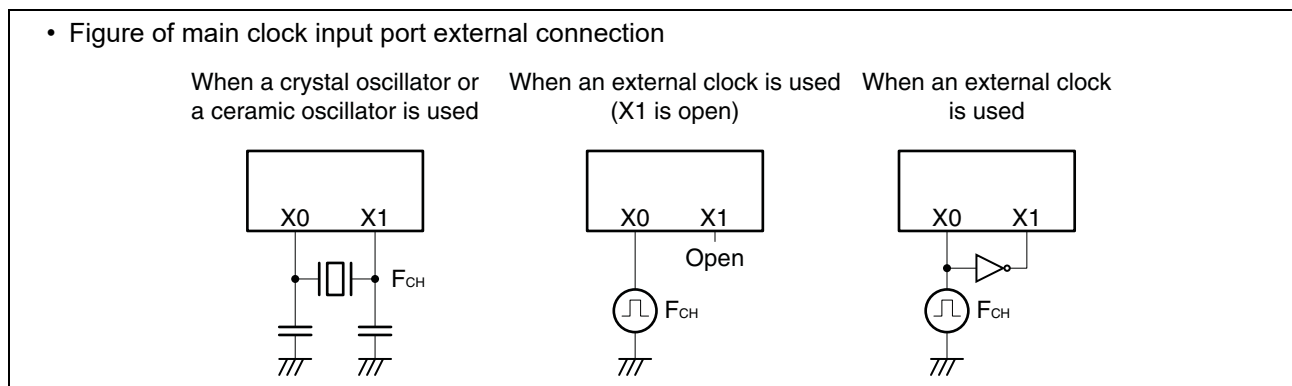 • Figure of main clock input port external connection
When a crystal oscillator or
a ceramic oscillator is used
When an external clock is used
(X1 is open)
When an external clock
is used
X0 X1
FCH
X0 X1
Open
FCH
X0 X1
FCH